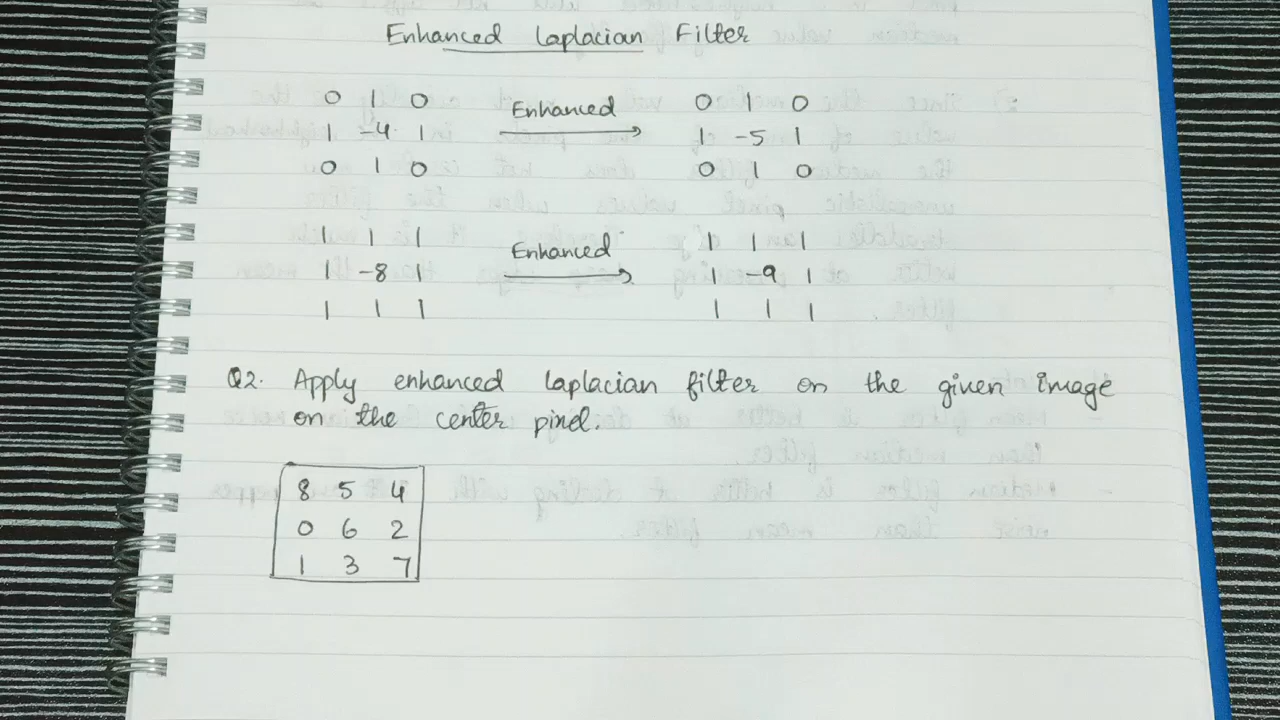 Enhanced Laplacian Filter
0 1 0 Enhanced 0 1 0
1 -4 1 1 -5 1
0 1 0 0 1 0
1 1 1 Enhanced 1 1 1
1 -8 1 1 -9 1
1 1 1 1 1 1
Q2. Apply enhanced laplacian filter on the given image
on the center pixel.
8 5 4
0 6 2
1 3 7